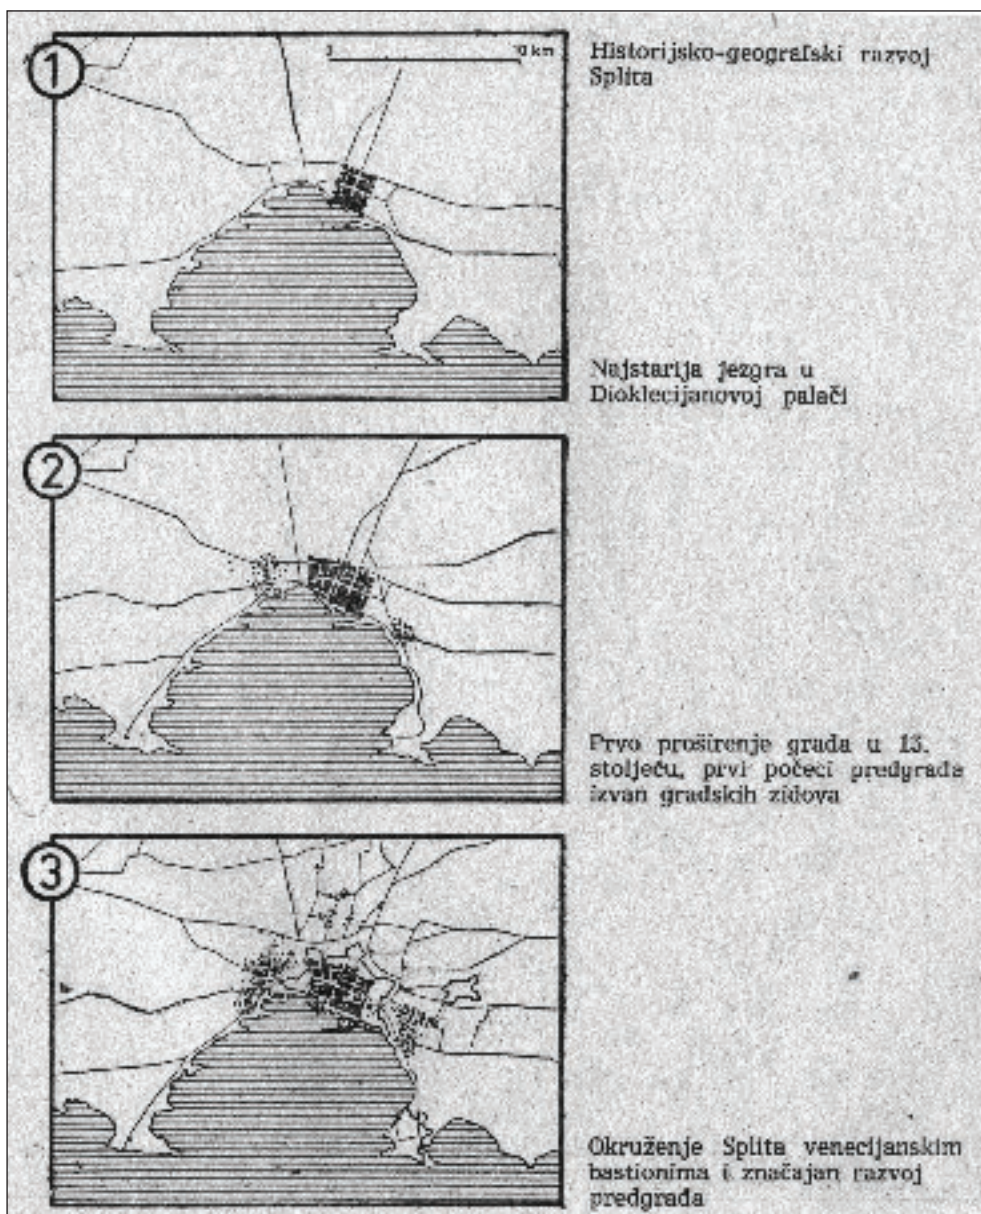 1
0 10 km
Historijsko-geografski razvoj
Splita
Najstarija jezgra u
Dioklecijanovoj palači
2
Prvo proširenje grada u 13.
stoljeću, prvi počeci predgrađa
izvan gradskih zidova
3
Okruženje Splita venecijanskim
bastionima i značajan razvoj
predgrađa